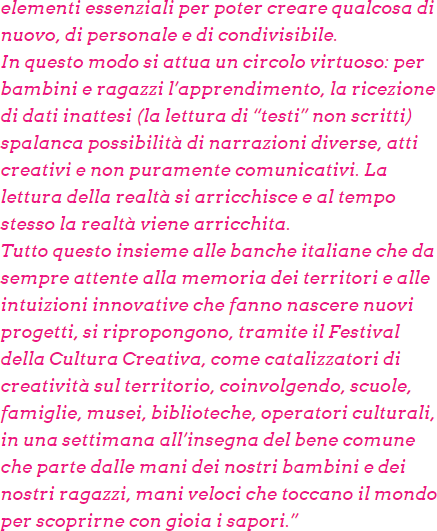 elementi essenziali per poter creare qualcosa di
nuovo, di personale e di condivisibile.
In questo modo si attua un circolo virtuoso: per
bambini e ragazzi l’apprendimento, la ricezione
di dati inattesi (la lettura di “testi” non scritti)
spalanca possibilità di narrazioni diverse, atti
creativi e non puramente comunicativi. La
lettura della realtà si arricchisce e al tempo
stesso la realtà viene arricchita.
Tutto questo insieme alle banche italiane che da
sempre attente alla memoria dei territori e alle
intuizioni innovative che fanno nascere nuovi
progetti, si ripropongono, tramite il Festival
della Cultura Creativa, come catalizzatori di
creatività sul territorio, coinvolgendo, scuole,
famiglie, musei, biblioteche, operatori culturali,
in una settimana all’insegna del bene comune
che parte dalle mani dei nostri bambini e dei
nostri ragazzi, mani veloci che toccano il mondo
per scoprirne con gioia i sapori.”